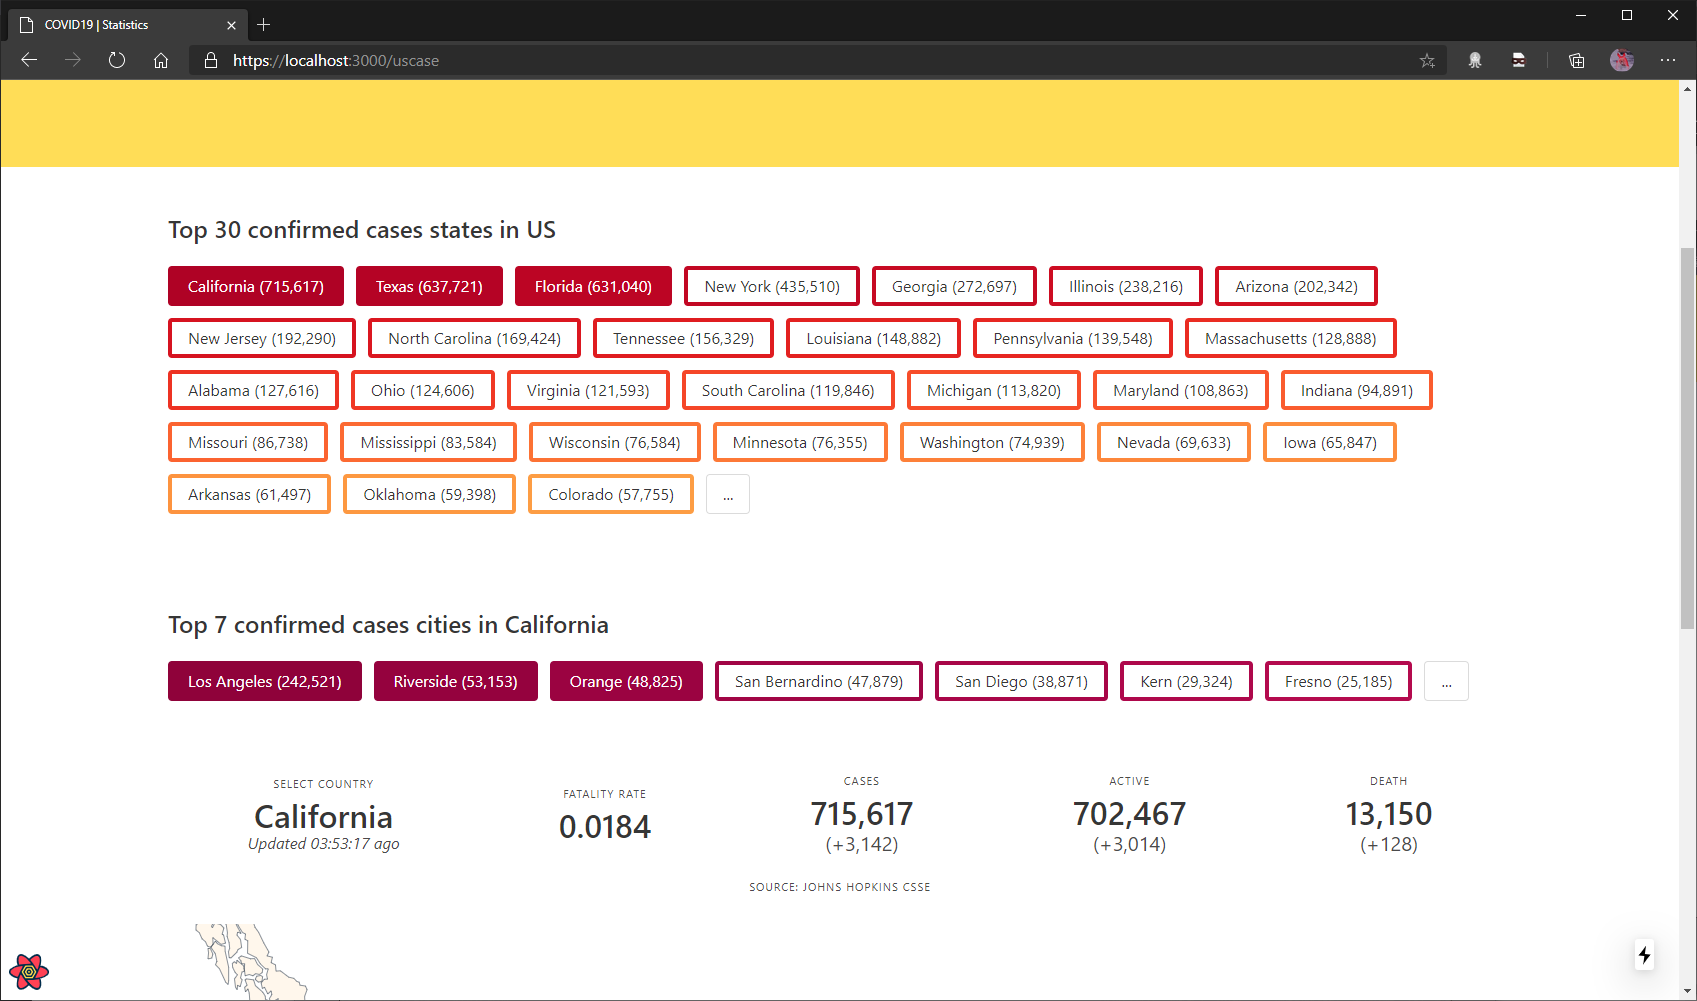 COVID19 | Statistics
https://localhost:3000/uscase
Top 30 confirmed cases states in US
California (715,617) Texas (637,721) Florida (631,040) New York (435,510) Georgia (272,697) Illinois (238,216) Arizona (202,342)
New Jersey (192,290) North Carolina (169,424) Tennessee (156,329) Louisiana (148,882) Pennsylvania (139,548) Massachusetts (128,888)
Alabama (127,616) Ohio (124,606) Virginia (121,593) South Carolina (119,846) Michigan (113,820) Maryland (108,863) Indiana (94,891)
Missouri (86,738) Mississippi (83,584) Wisconsin (76,584) Minnesota (76,355) Washington (74,939) Nevada (69,633) Iowa (65,847)
Arkansas (61,497) Oklahoma (59,398) Colorado (57,755) ...
Top 7 confirmed cases cities in California
Los Angeles (242,521) Riverside (53,153) Orange (48,825) San Bernardino (47,879) San Diego (38,871) Kern (29,324) Fresno (25,185) ...
SELECT COUNTRY
California
Updated 03:53:17 ago
FATALITY RATE
0.0184
CASES
715,617
(+3,142)
ACTIVE
702,467
(+3,014)
DEATH
13,150
(+128)
SOURCE: JOHNS HOPKINS CSSE